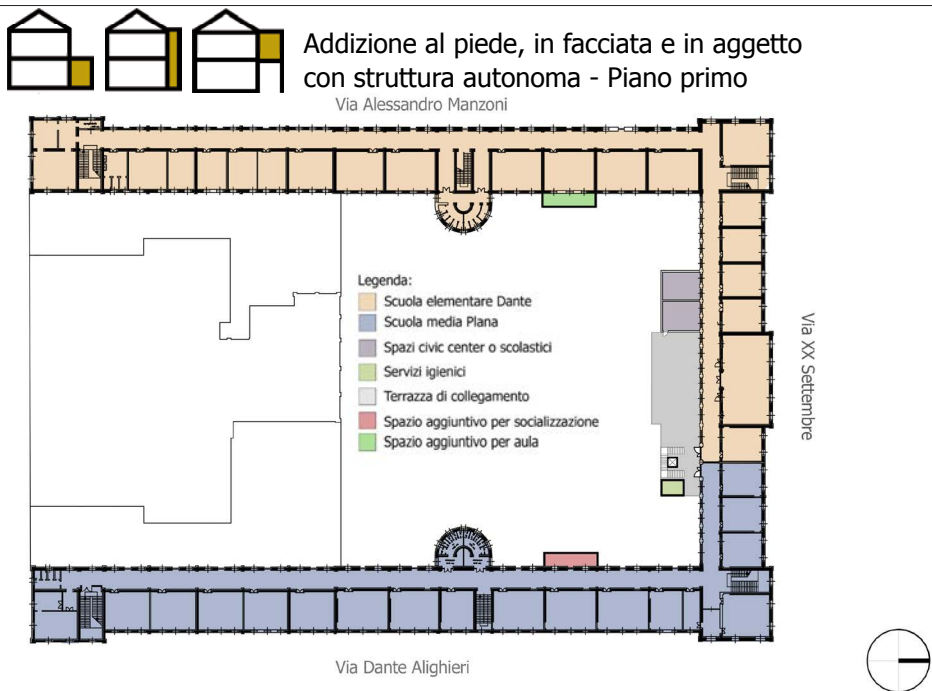 Addizione al piede, in facciata e in aggetto
con struttura autonoma - Piano primo
Via Alessandro Manzoni
Legenda:
Scuola elementare Dante
Scuola media Plana
Spazi civic center o scolastici
Servizi igienici
Terrazza di collegamento
Spazio aggiuntivo per socializzazione
Spazio aggiuntivo per aula
Via XX Settembre
Via Dante Alighieri